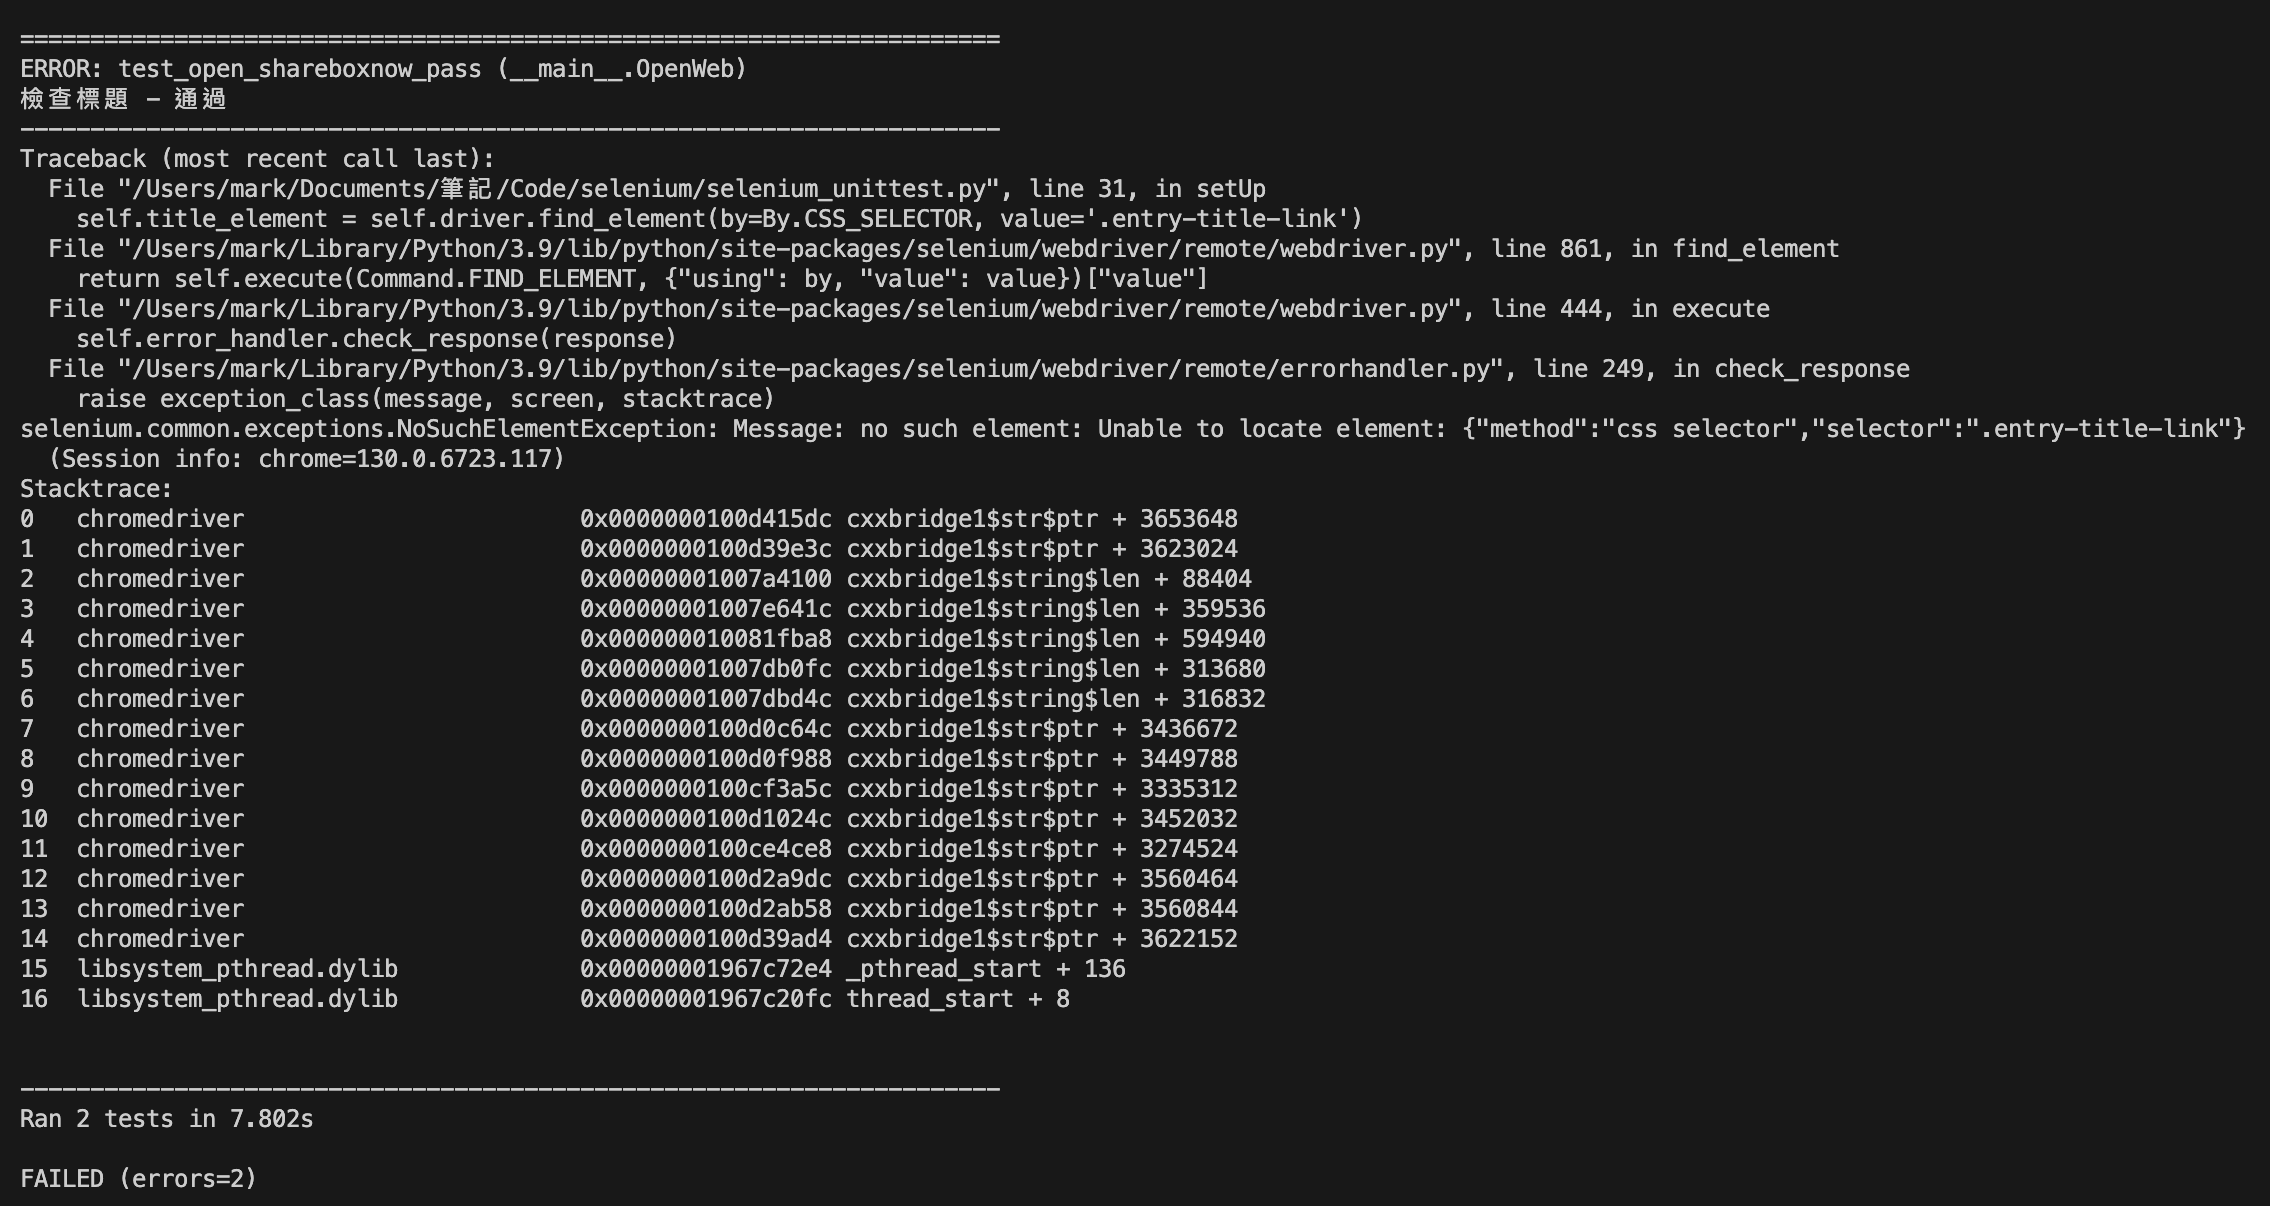 ======================================================================
ERROR: test_open_shareboxnow_pass (__main__.OpenWeb)
檢查標題 - 通過
----------------------------------------------------------------------
Traceback (most recent call last):
  File "/Users/mark/Documents/筆記/Code/selenium/selenium_unittest.py", line 31, in setUp
    self.title_element = self.driver.find_element(by=By.CSS_SELECTOR, value='.entry-title-link')
  File "/Users/mark/Library/Python/3.9/lib/python/site-packages/selenium/webdriver/remote/webdriver.py", line 861, in find_element
    return self.execute(Command.FIND_ELEMENT, {"using": by, "value": value})["value"]
  File "/Users/mark/Library/Python/3.9/lib/python/site-packages/selenium/webdriver/remote/webdriver.py", line 444, in execute
    self.error_handler.check_response(response)
  File "/Users/mark/Library/Python/3.9/lib/python/site-packages/selenium/webdriver/remote/errorhandler.py", line 249, in check_response
    raise exception_class(message, screen, stacktrace)
selenium.common.exceptions.NoSuchElementException: Message: no such element: Unable to locate element: {"method":"css selector","selector":".entry-title-link"}
  (Session info: chrome=130.0.6723.117)
Stacktrace:
0   chromedriver                        0x0000000100d415dc cxxbridge1$str$ptr + 3653648
1   chromedriver                        0x0000000100d39e3c cxxbridge1$str$ptr + 3623024
2   chromedriver                        0x00000001007a4100 cxxbridge1$string$len + 88404
3   chromedriver                        0x00000001007e641c cxxbridge1$string$len + 359536
4   chromedriver                        0x000000010081fba8 cxxbridge1$string$len + 594940
5   chromedriver                        0x00000001007db0fc cxxbridge1$string$len + 313680
6   chromedriver                        0x00000001007dbd4c cxxbridge1$string$len + 316832
7   chromedriver                        0x0000000100d0c64c cxxbridge1$str$ptr + 3436672
8   chromedriver                        0x0000000100d0f988 cxxbridge1$str$ptr + 3449788
9   chromedriver                        0x0000000100cf3a5c cxxbridge1$str$ptr + 3335312
10  chromedriver                        0x0000000100d1024c cxxbridge1$str$ptr + 3452032
11  chromedriver                        0x0000000100ce4ce8 cxxbridge1$str$ptr + 3274524
12  chromedriver                        0x0000000100d2a9dc cxxbridge1$str$ptr + 3560464
13  chromedriver                        0x0000000100d2ab58 cxxbridge1$str$ptr + 3560844
14  chromedriver                        0x0000000100d39ad4 cxxbridge1$str$ptr + 3622152
15  libsystem_pthread.dylib             0x00000001967c72e4 _pthread_start + 136
16  libsystem_pthread.dylib             0x00000001967c20fc thread_start + 8
----------------------------------------------------------------------
Ran 2 tests in 7.802s
FAILED (errors=2)